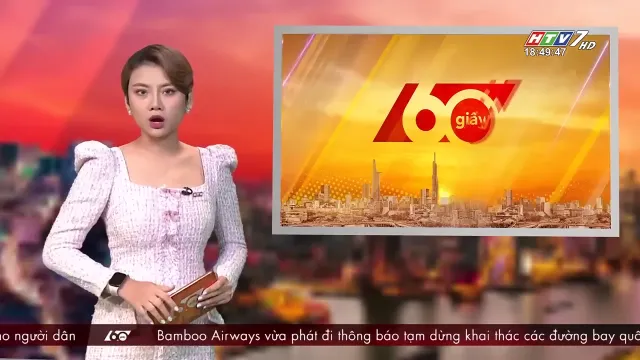 HTV7 HD
18:49:47
60 giây
ho người dân 60 Bamboo Airways vừa phát đi thông báo tạm dừng khai thác các đường bay quố